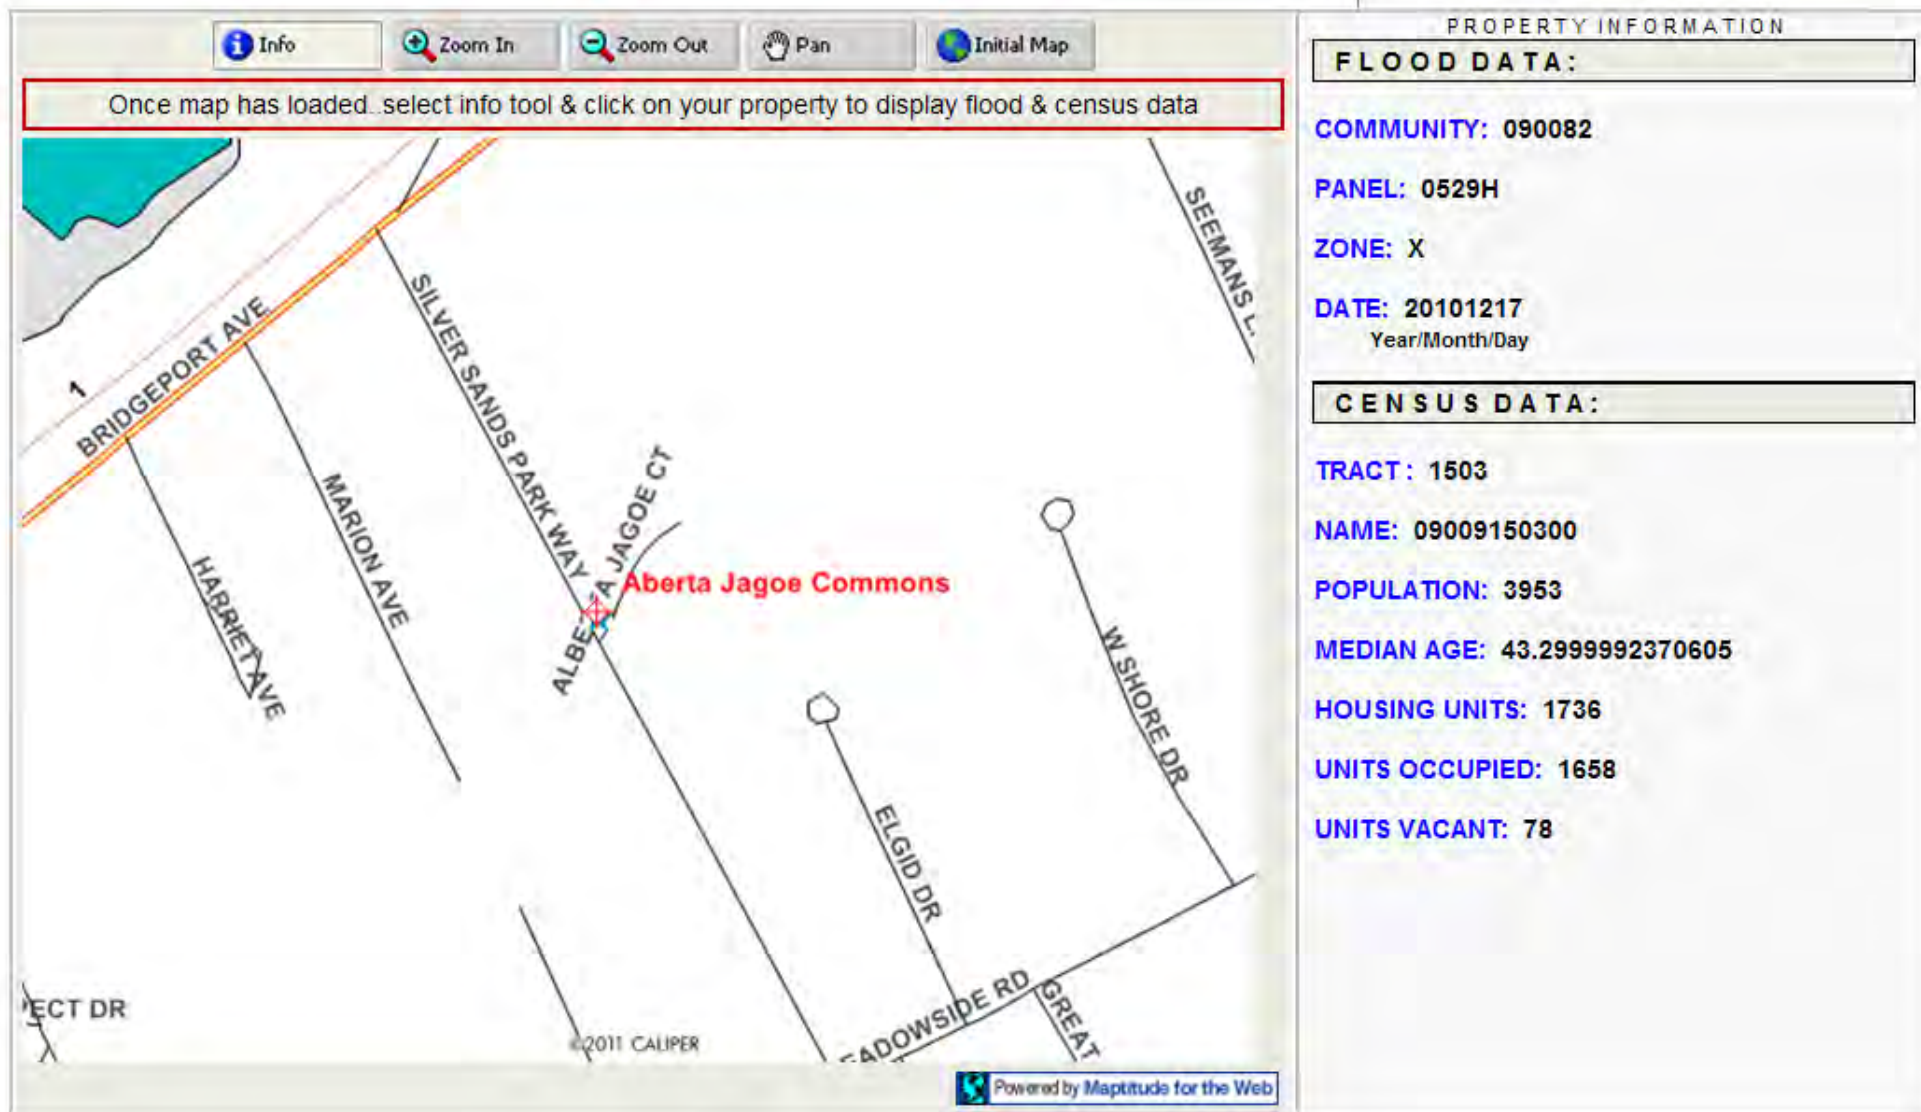 Info
Zoom In
Zoom Out
Pan
Initial Map
Once map has loaded..select info tool & click on your property to display flood & census data
SEEMANS L
BRIDGEPORT AVE
1
SILVER SANDS PARK WAY
MARION AVE
HARRIET AVE
ALBERTA JAGOE CT
Aberta Jagoe Commons
W SHORE DR
ELGID DR
EADOWSIDE RD
GREAT
ECT DR
©2011 CALIPER
Powered by Maptitude for the Web
PROPERTY INFORMATION
FLOOD DATA:
COMMUNITY: 090082
PANEL: 0529H
ZONE: X
DATE: 20101217
Year/Month/Day
CENSUS DATA:
TRACT : 1503
NAME: 09009150300
POPULATION: 3953
MEDIAN AGE: 43.2999992370605
HOUSING UNITS: 1736
UNITS OCCUPIED: 1658
UNITS VACANT: 78